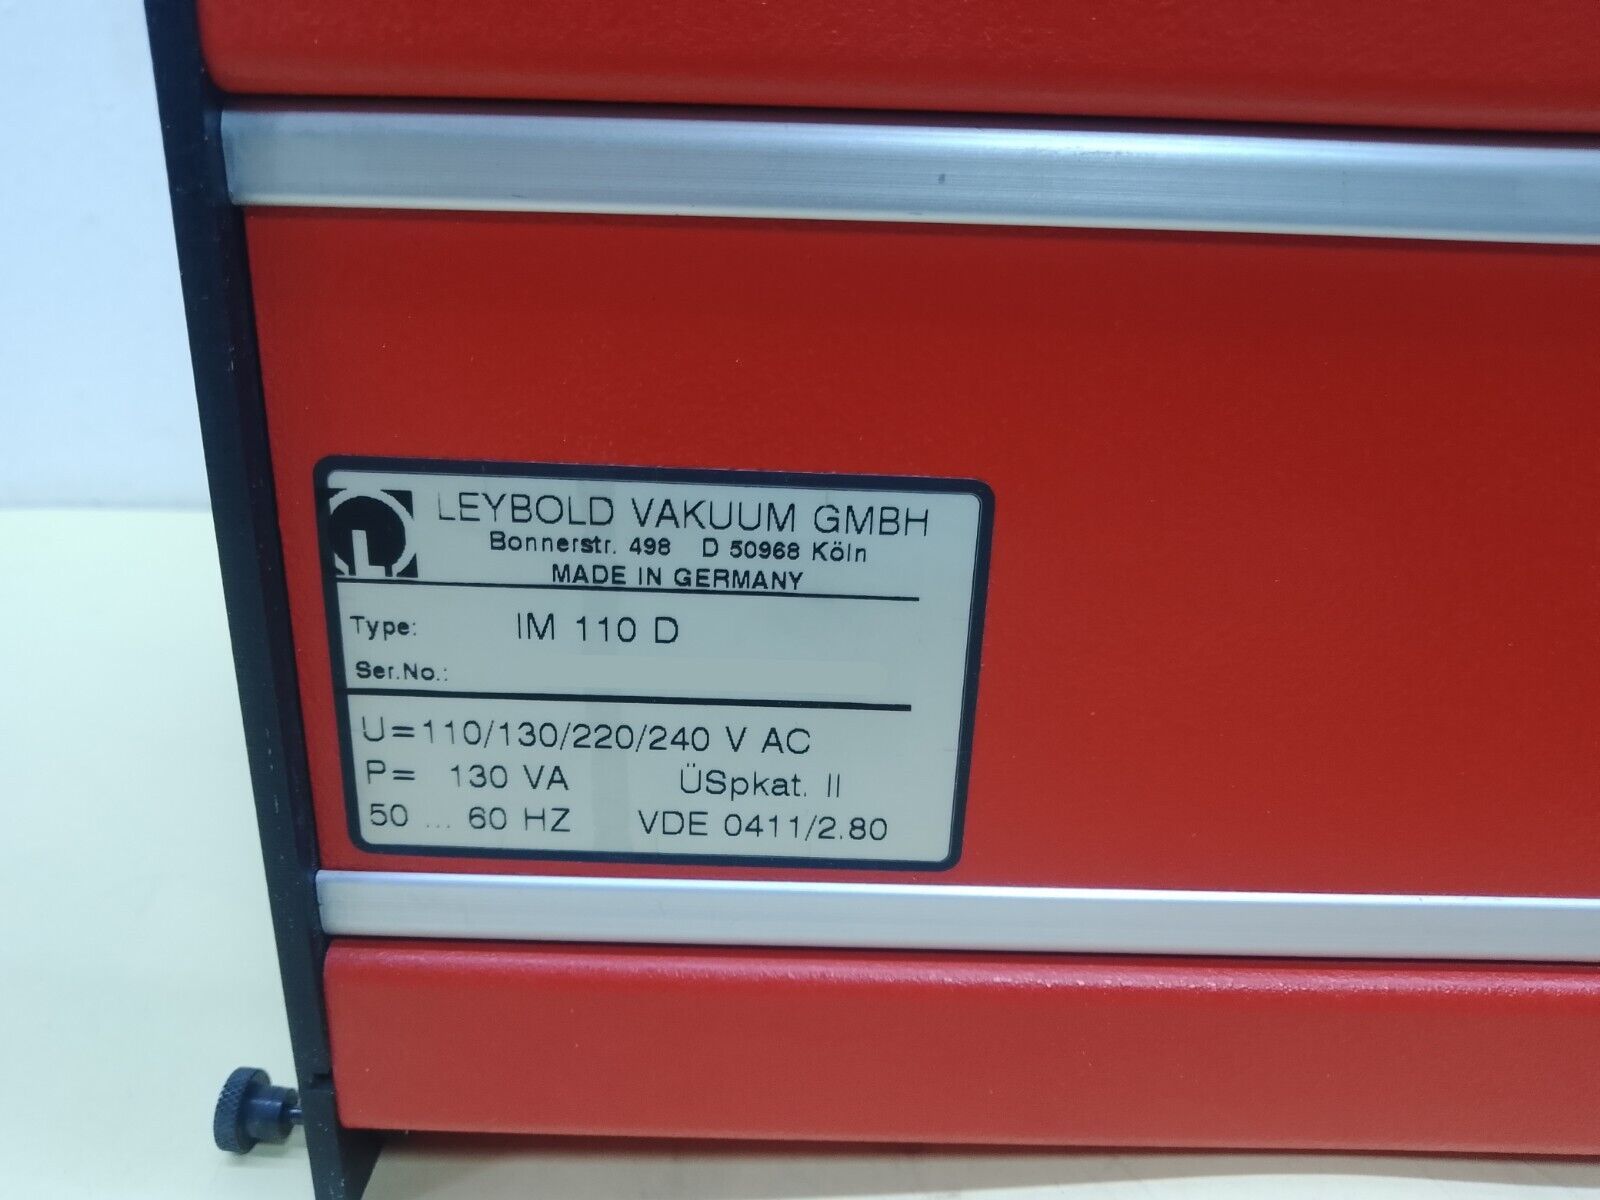 L
LEYBOLD VAKUUM GMBH
Bonnerstr. 498 D 50968 Köln
MADE IN GERMANY
Type: IM 110 D
Ser.No.:
U=110/130/220/240 V AC
P= 130 VA ÜSpkat. II
50 ... 60 HZ VDE 0411/2.80